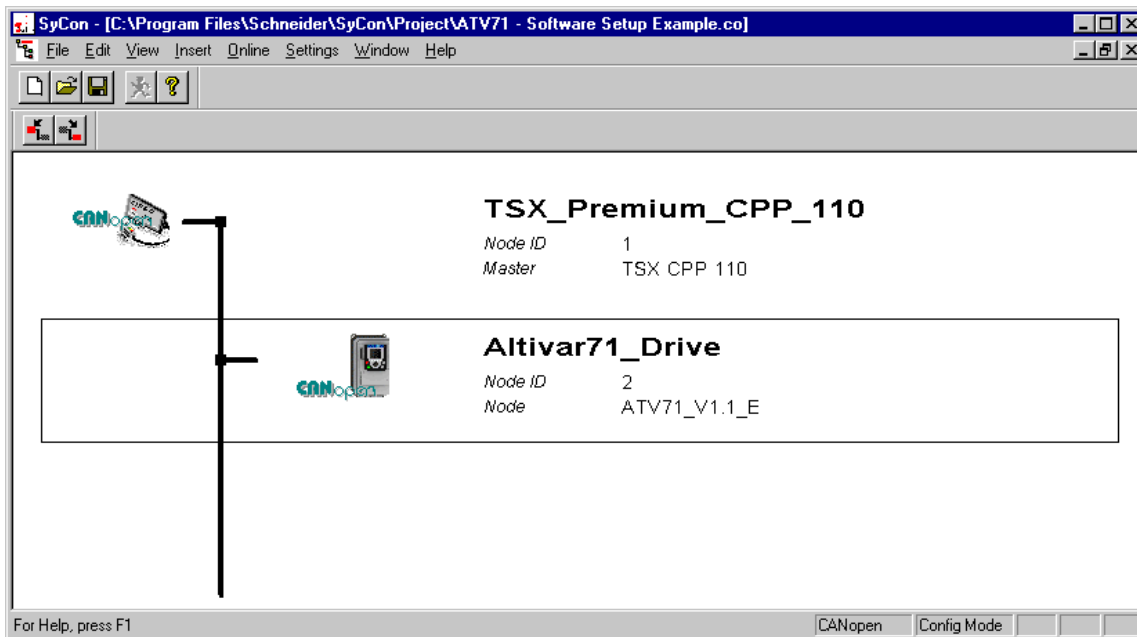 SyCon - [C:\Program Files\Schneider\SyCon\Project\ATV71 - Software Setup Example.co]
File Edit View Insert Online Settings Window Help
CANopen
TSX_Premium_CPP_110
Node ID 1
Master TSX CPP 110
CANopen
Altivar71_Drive
Node ID 2
Node ATV71_V1.1_E
For Help, press F1
CANopen
Config Mode